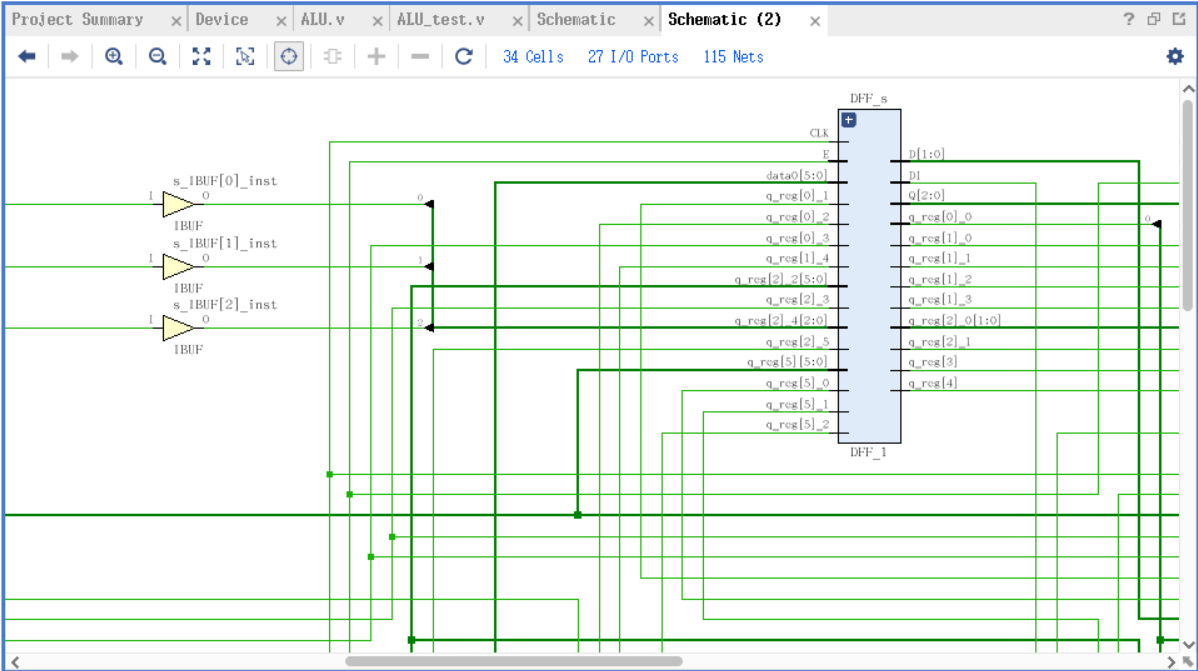 Project Summary × Device × ALU.v × ALU_test.v × Schematic × Schematic (2) × ?
34 Cells 27 I/O Ports 115 Nets
DFF_s
CLK
E
data0[5:0]
q_reg[0]_1
q_reg[0]_2
q_reg[0]_3
q_reg[1]_4
q_reg[2]_2[5:0]
q_reg[2]_3
q_reg[2]_4[2:0]
q_reg[2]_5
q_reg[5][5:0]
q_reg[5]_0
q_reg[5]_1
q_reg[5]_2
D[1:0]
DI
Q[2:0]
q_reg[0]_0
q_reg[1]_0
q_reg[1]_1
q_reg[1]_2
q_reg[1]_3
q_reg[2]_0[1:0]
q_reg[2]_1
q_reg[3]
q_reg[4]
DFF_1
s_IBUF[0]_inst
I O
IBUF
s_IBUF[1]_inst
I O
IBUF
s_IBUF[2]_inst
I O
IBUF
0
1
2
0